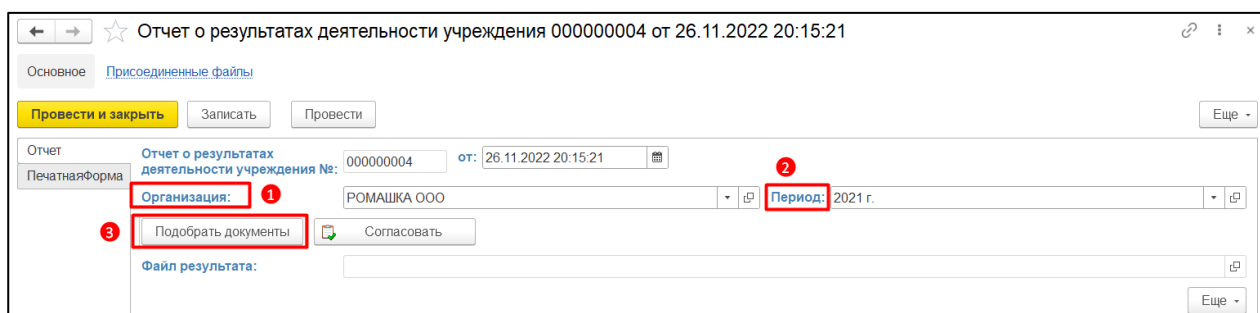 Отчет о результатах деятельности учреждения 000000004 от 26.11.2022 20:15:21
Основное Присоединенные файлы
Провести и закрыть Записать Провести Еще
Отчет
ПечатнаяФорма
Отчет о результатах
деятельности учреждения №: 000000004 от: 26.11.2022 20:15:21
2
Организация: 1 РОМАШКА ООО Период: 2021 г.
3 Подобрать документы Согласовать
Файл результата:
Еще